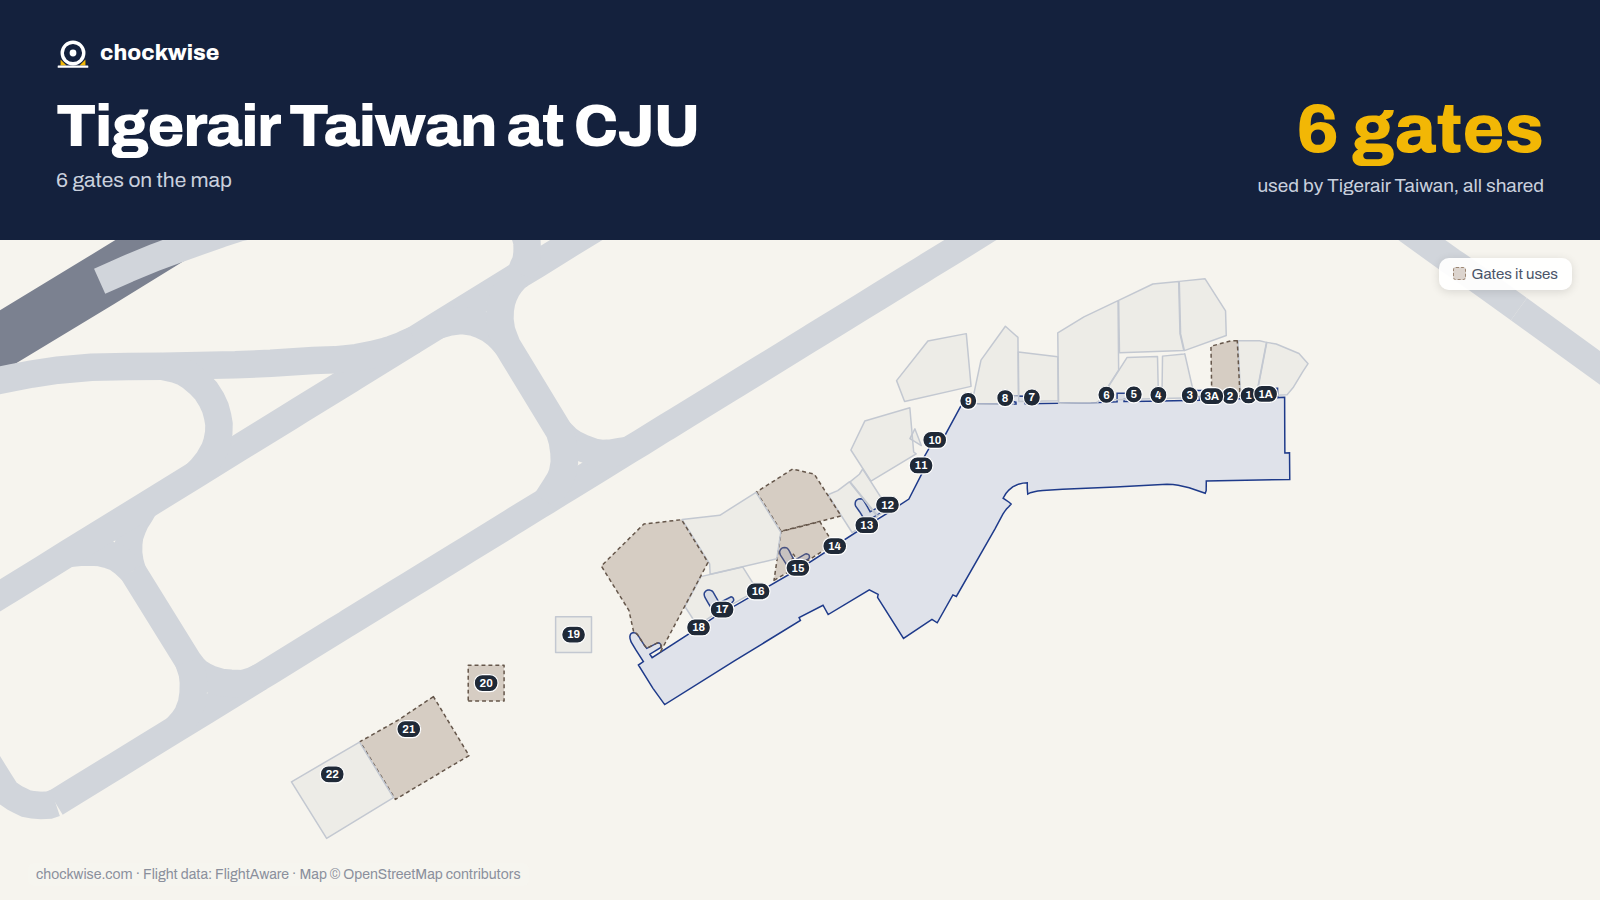 chockwise
Tigerair Taiwan at CJU
6 gates on the map
6 gates
used by Tigerair Taiwan, all shared
Gates it uses
9
8
7
6
5
4
3
3A
2
1
1A
10
11
12
13
14
15
16
17
18
19
20
21
22
chockwise.com · Flight data: FlightAware · Map © OpenStreetMap contributors